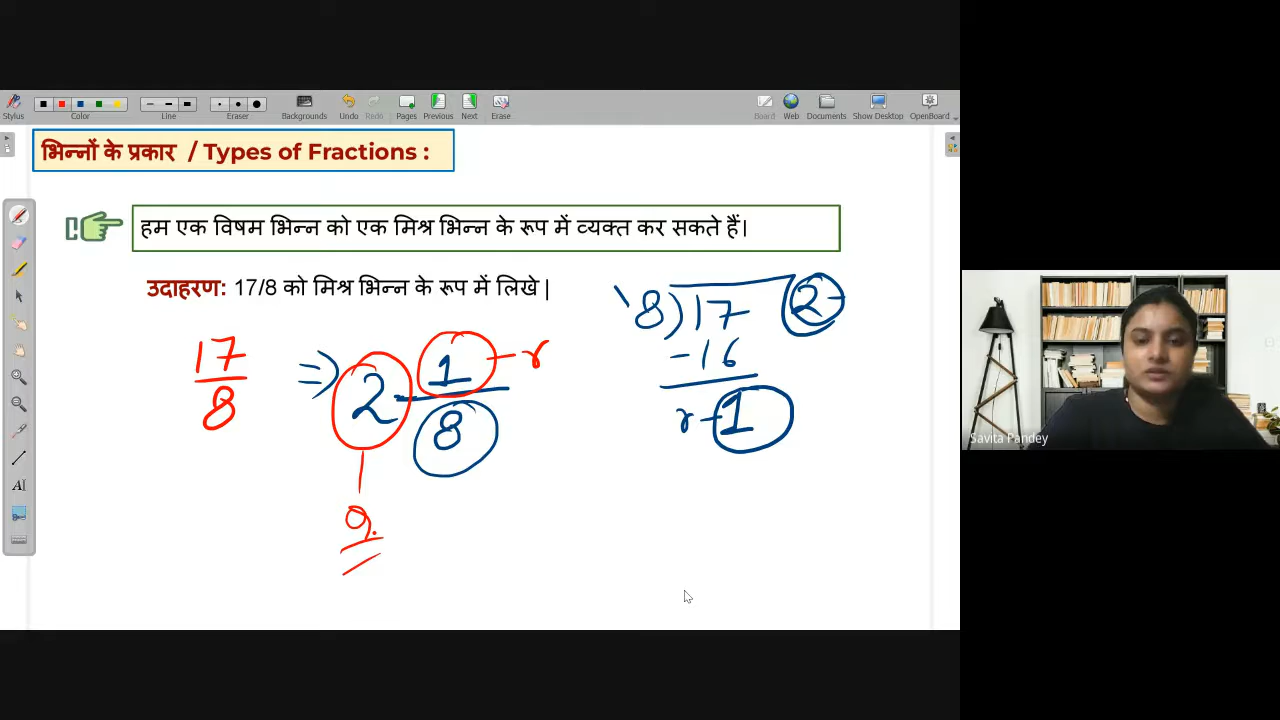 Stylus Color Line Eraser Backgrounds Undo Redo Pages Previous Next Erase Board Web Documents Show Desktop OpenBoard
भिन्नों के प्रकार / Types of Fractions :
हम एक विषम भिन्न को एक मिश्र भिन्न के रूप में व्यक्त कर सकते हैं।
उदाहरण: 17/8 को मिश्र भिन्न के रूप में लिखे |
17
8
⇒ 2 1 – r
8
q.
8) 17 (2 –
–16
r – 1
Savita Pandey